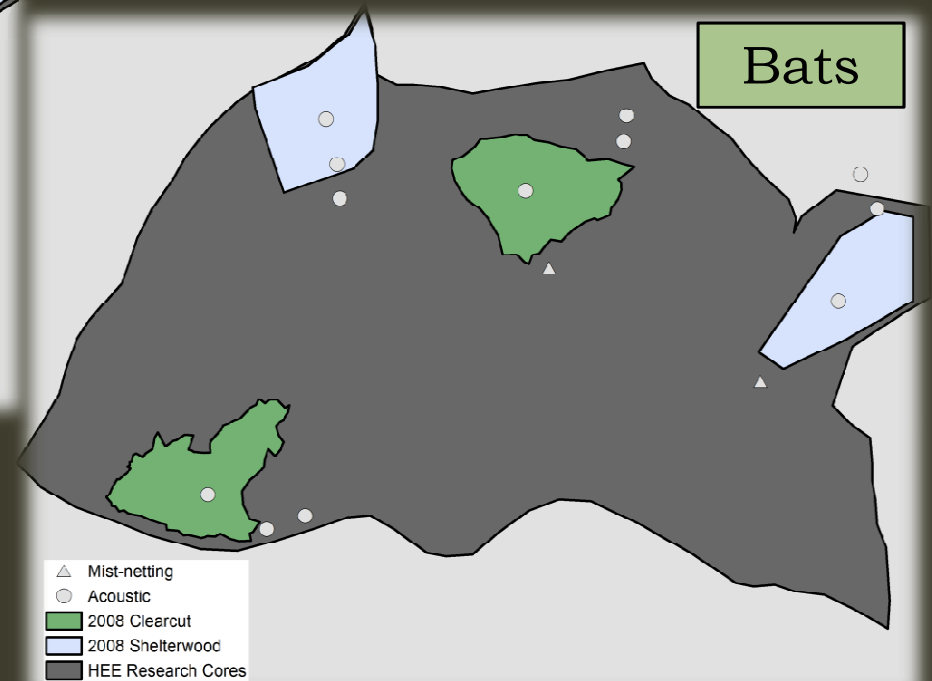 Bats
Mist-netting
Acoustic
2008 Clearcut
2008 Shelterwood
HEE Research Cores